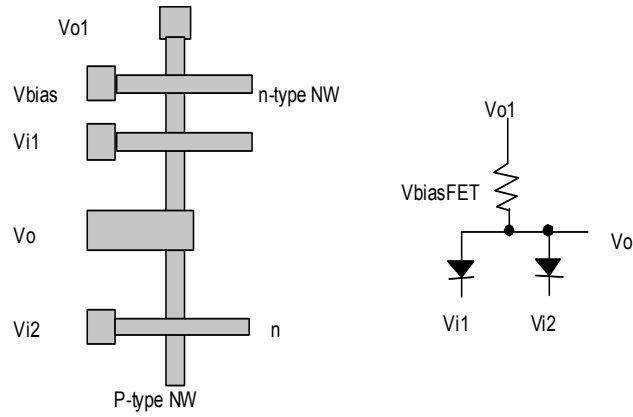 Vo1
Vbias
n-type NW
Vi1
Vo
Vi2
n
P-type NW
Vo1
VbiasFET
Vo
Vi1
Vi2